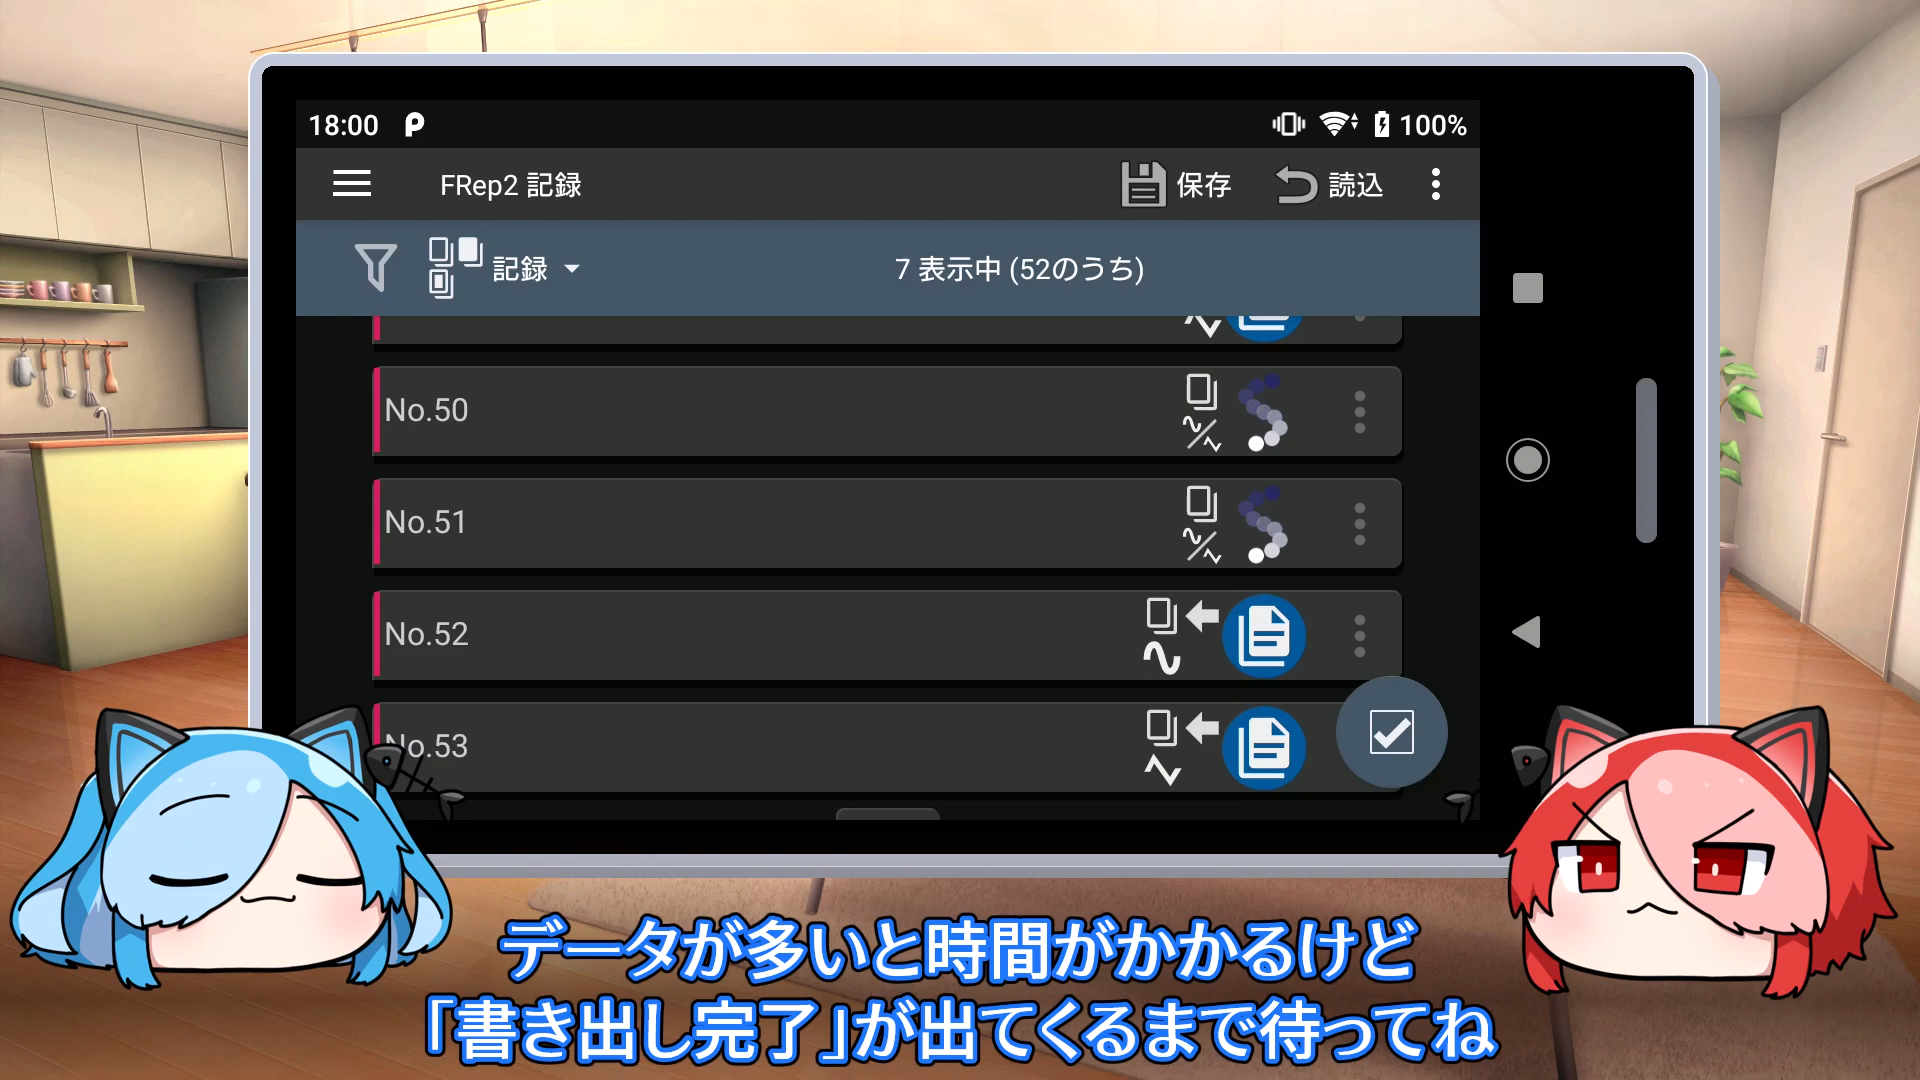 18:00
100%
FRep2 記録
保存
読込
記録
7 表示中 (52のうち)
No.50
No.51
No.52
No.53
データが多いと時間がかかるけど
｢書き出し完了｣が出てくるまで待ってね